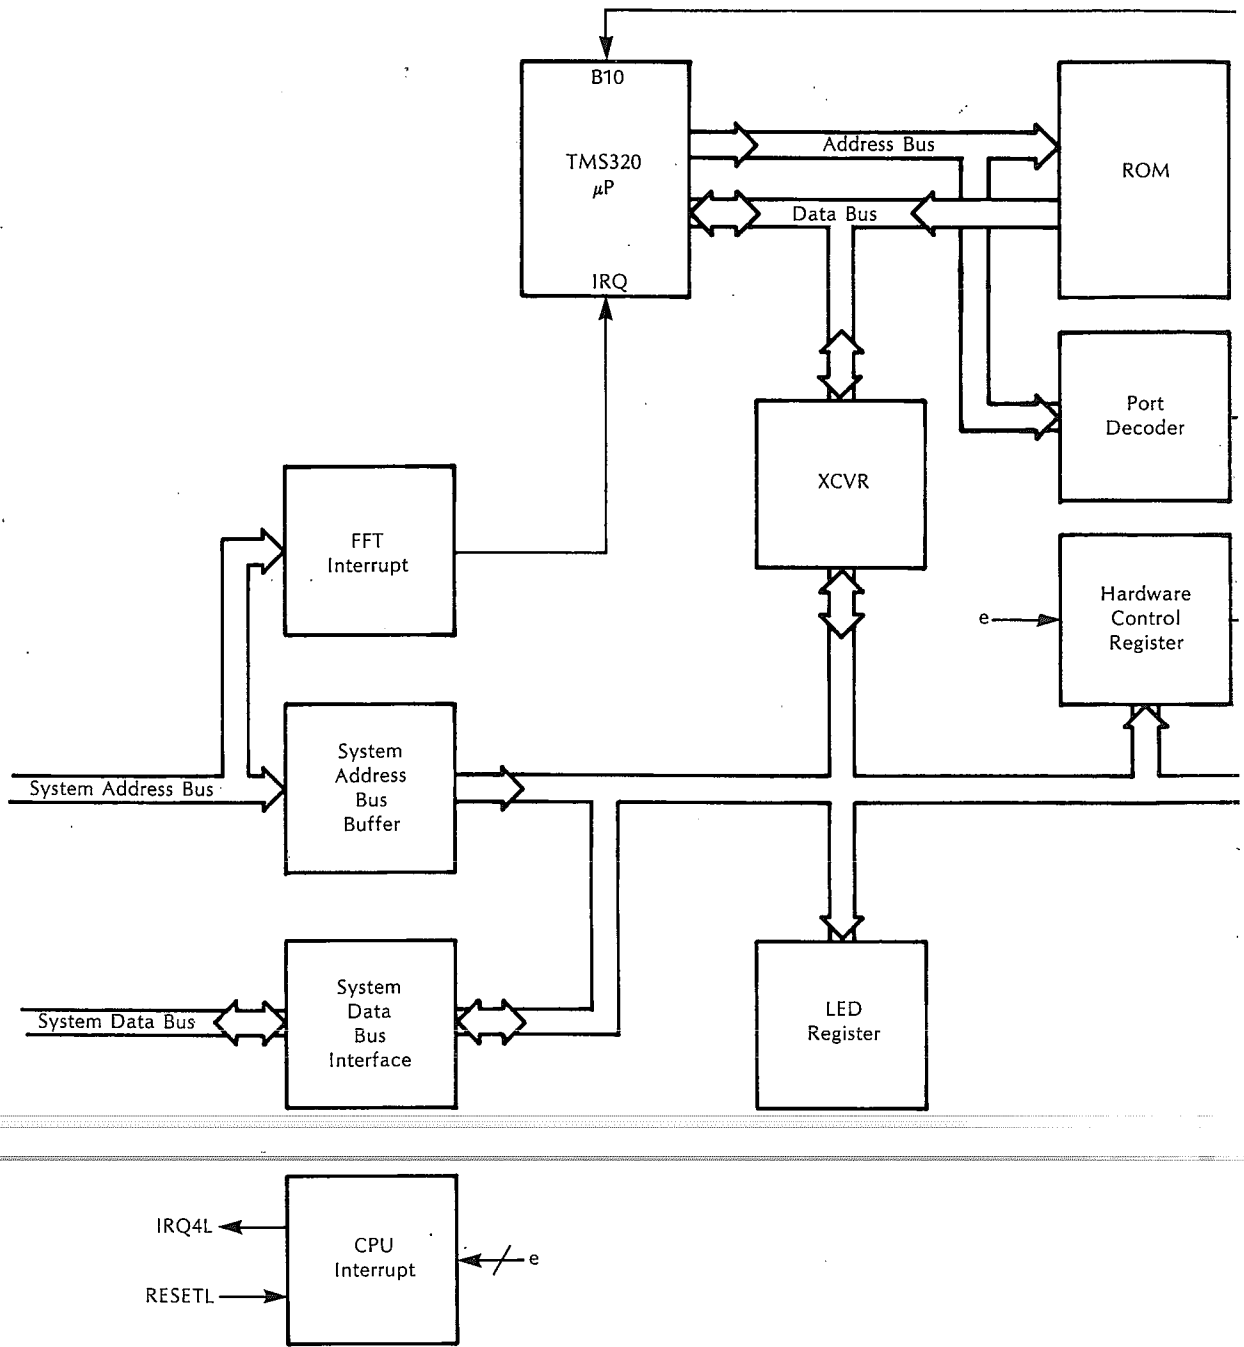 B10
TMS320
μP
IRQ
Address Bus
Data Bus
ROM
Port
Decoder
XCVR
FFT
Interrupt
e
Hardware
Control
Register
System Address Bus
System
Address
Bus
Buffer
System Data Bus
System
Data
Bus
Interface
LED
Register
IRQ4L
RESETL
CPU
Interrupt
e